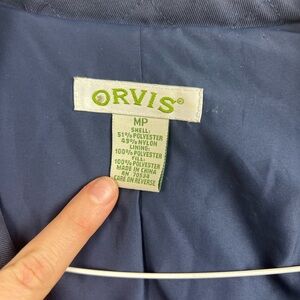 ORVIS®
MP
SHELL:
51% POLYESTER
49% NYLON
LINING:
100% POLYESTER
FILL:
100% POLYESTER
MADE IN CHINA
RN 70534
CARE ON REVERSE